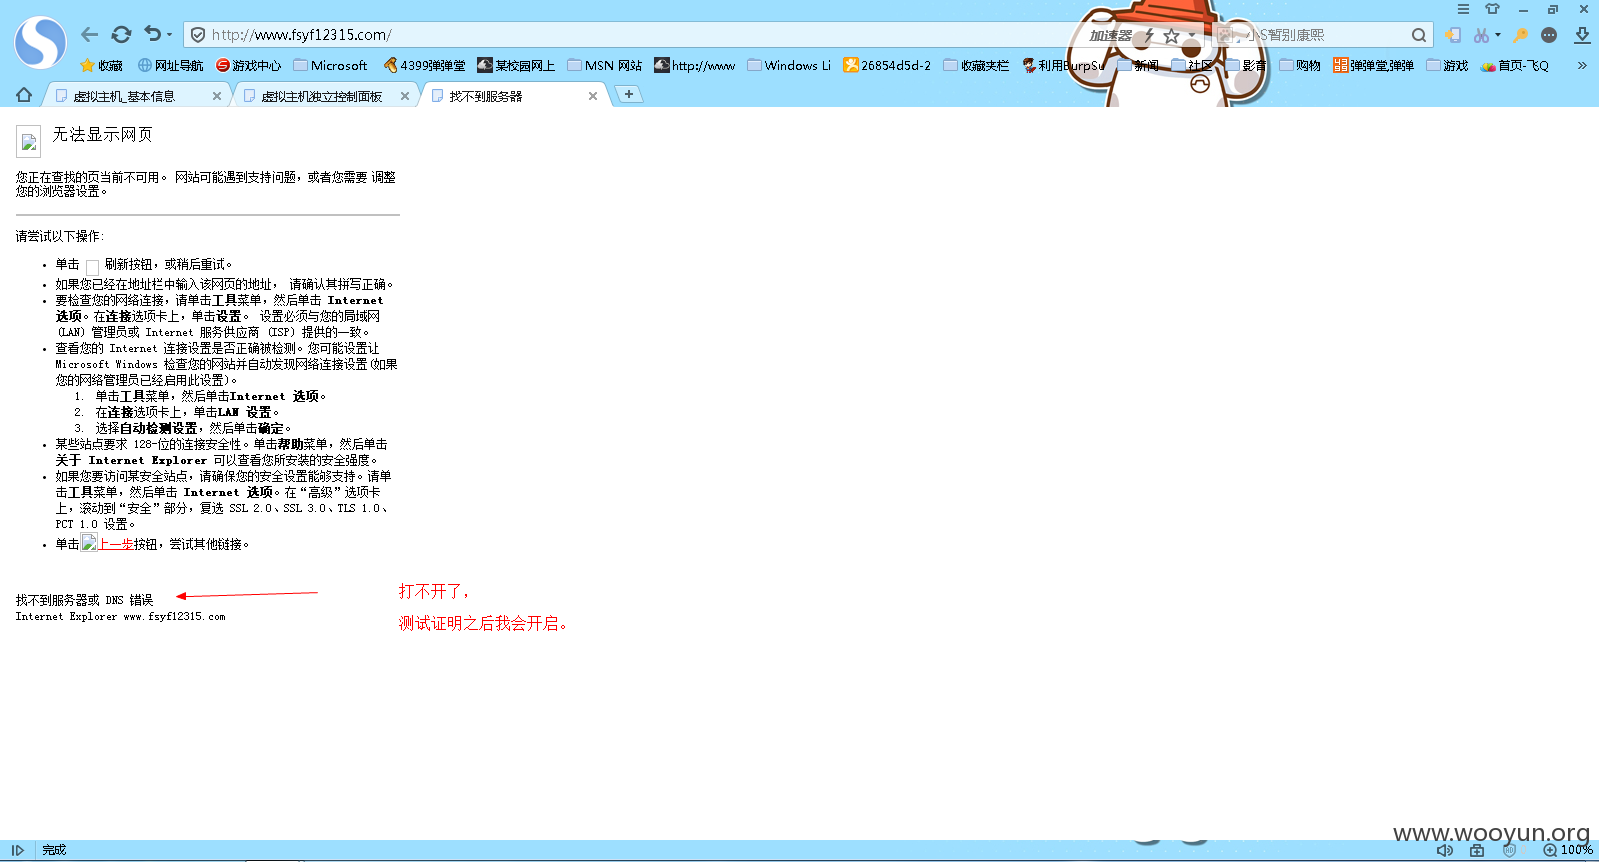 http://www.fsyf12315.com/
加速器
小S暂别康熙
收藏 网址导航 游戏中心 Microsoft 4399弹弹堂 某校园网上 MSN 网站 http://www Windows Li 26854d5d-2 收藏夹栏 利用BurpSu 新闻 社区 影音 购物 弹弹堂,弹弹 游戏 首页-飞Q
虚拟主机_基本信息 虚拟主机独立控制面板 找不到服务器
无法显示网页
您正在查找的页当前不可用。 网站可能遇到支持问题，或者您需要 调整
您的浏览器设置。
请尝试以下操作:
• 单击 刷新按钮，或稍后重试。
• 如果您已经在地址栏中输入该网页的地址， 请确认其拼写正确。
• 要检查您的网络连接，请单击工具菜单，然后单击 Internet
选项。在连接选项卡上，单击设置。 设置必须与您的局域网
(LAN) 管理员或 Internet 服务供应商 (ISP) 提供的一致。
• 查看您的 Internet 连接设置是否正确被检测。您可能设置让
Microsoft Windows 检查您的网站并自动发现网络连接设置(如果
您的网络管理员已经启用此设置)。
1. 单击工具菜单，然后单击Internet 选项。
2. 在连接选项卡上，单击LAN 设置。
3. 选择自动检测设置，然后单击确定。
• 某些站点要求 128-位的连接安全性。单击帮助菜单，然后单击
关于 Internet Explorer 可以查看您所安装的安全强度。
• 如果您要访问某安全站点，请确保您的安全设置能够支持。请单
击工具菜单，然后单击 Internet 选项。在“高级”选项卡
上，滚动到“安全”部分，复选 SSL 2.0、SSL 3.0、TLS 1.0、
PCT 1.0 设置。
• 单击上一步按钮，尝试其他链接。
找不到服务器或 DNS 错误
Internet Explorer www.fsyf12315.com
打不开了，
测试证明之后我会开启。
www.wooyun.org
完成
100%